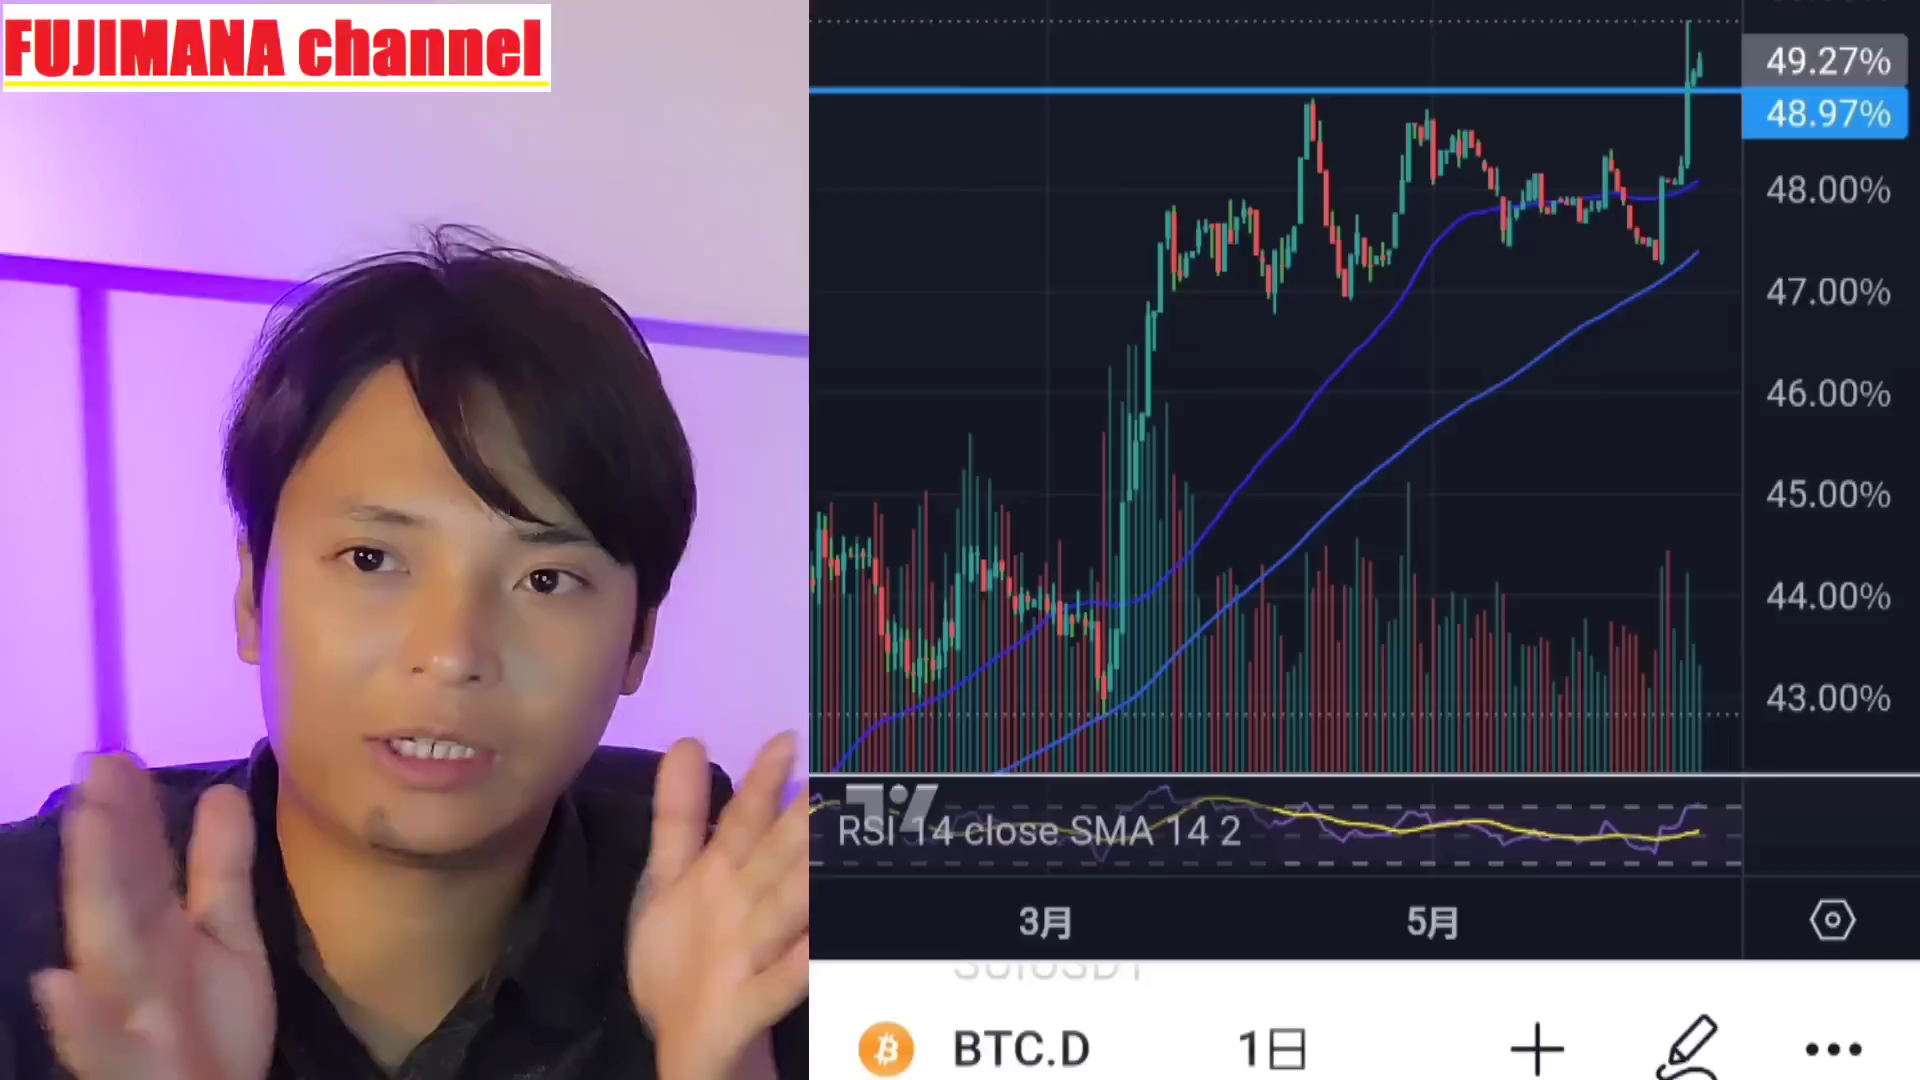 FUJIMANA channel
49.27%
48.97%
48.00%
47.00%
46.00%
45.00%
44.00%
43.00%
RSI 14 close SMA 14 2
3月
5月
BTC.D
1日